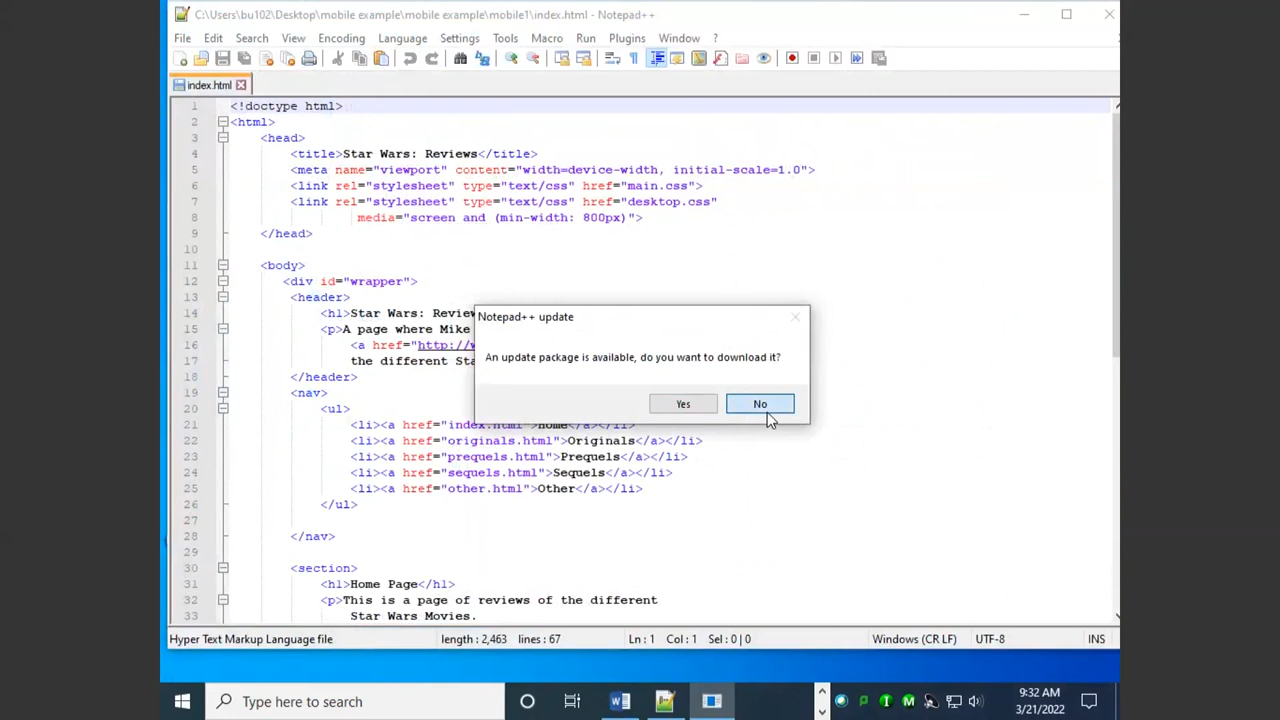 C:\Users\bu102\Desktop\mobile example\mobile example\mobile1\index.html - Notepad++
File Edit Search View Encoding Language Settings Tools Macro Run Plugins Window ?
index.html
1 <!doctype html>
2 <html>
3 <head>
4 <title>Star Wars: Reviews</title>
5 <meta name="viewport" content="width=device-width, initial-scale=1.0">
6 <link rel="stylesheet" type="text/css" href="main.css">
7 <link rel="stylesheet" type="text/css" href="desktop.css"
8 media="screen and (min-width: 800px)">
9 </head>
10
11 <body>
12 <div id="wrapper">
13 <header>
14 <h1>Star Wars: Review
15 <p>A page where Mike
16 <a href="http://w
17 the different Sta
18 </header>
19 <nav>
20 <ul>
21 <li><a href="index.html">Home</a></li>
22 <li><a href="originals.html">Originals</a></li>
23 <li><a href="prequels.html">Prequels</a></li>
24 <li><a href="sequels.html">Sequels</a></li>
25 <li><a href="other.html">Other</a></li>
26 </ul>
27
28 </nav>
29
30 <section>
31 <h1>Home Page</h1>
32 <p>This is a page of reviews of the different
33 Star Wars Movies.
Notepad++ update
An update package is available, do you want to download it?
Yes No
Hyper Text Markup Language file length : 2,463 lines : 67 Ln : 1 Col : 1 Sel : 0 | 0 Windows (CR LF) UTF-8 INS
Type here to search
9:32 AM
3/21/2022